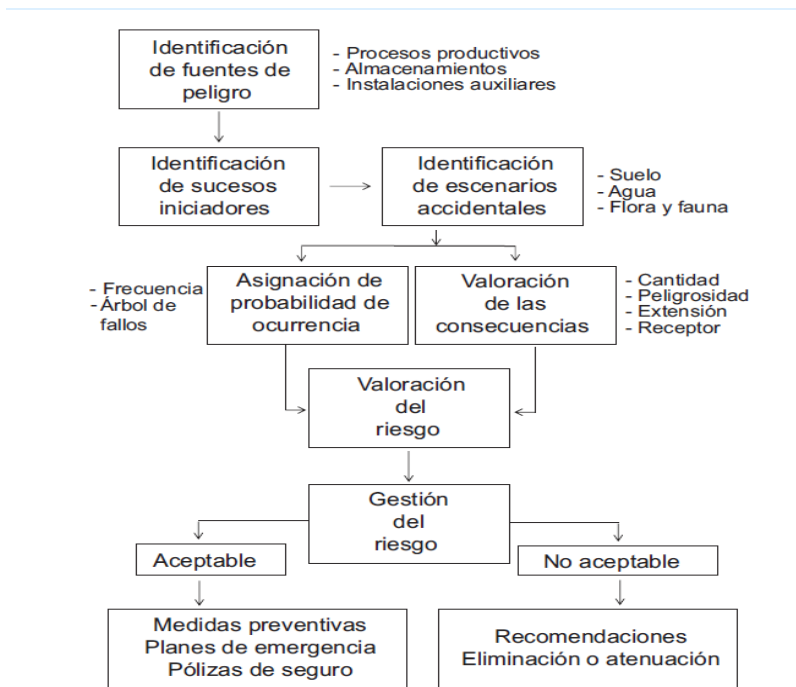 Identificación
de fuentes de
peligro
- Procesos productivos
- Almacenamientos
- Instalaciones auxiliares
Identificación
de sucesos
iniciadores
Identificación
de escenarios
accidentales
- Suelo
- Agua
- Flora y fauna
- Frecuencia
- Árbol de
fallos
Asignación de
probabilidad de
ocurrencia
Valoración
de las
consecuencias
- Cantidad
- Peligrosidad
- Extensión
- Receptor
Valoración
del
riesgo
Gestión
del
riesgo
Aceptable
No aceptable
Medidas preventivas
Planes de emergencia
Pólizas de seguro
Recomendaciones
Eliminación o atenuación